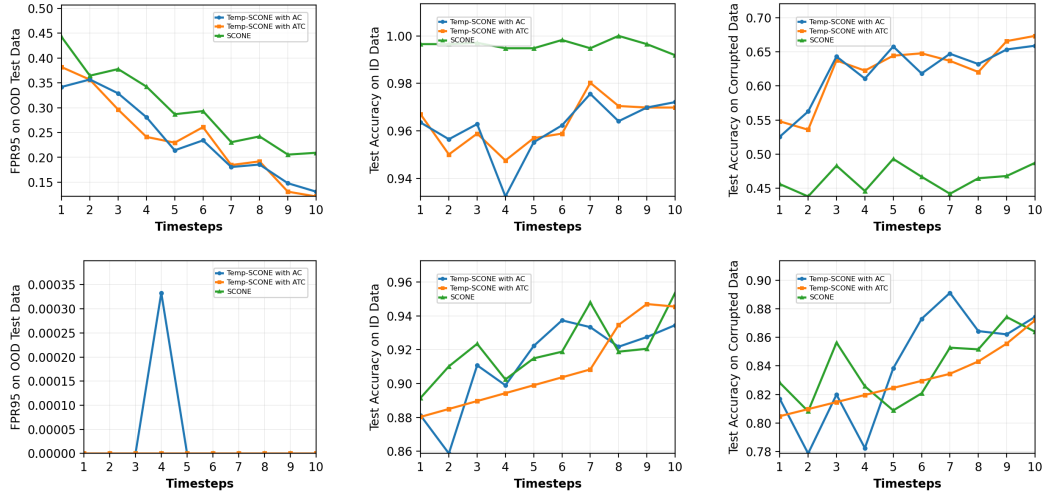 FPR95 on OOD Test Data
0.50
0.45
0.40
0.35
0.30
0.25
0.20
0.15
1 2 3 4 5 6 7 8 9 10
Timesteps
Temp-SCONE with AC
Temp-SCONE with ATC
SCONE
Test Accuracy on ID Data
1.00
0.98
0.96
0.94
1 2 3 4 5 6 7 8 9 10
Timesteps
Temp-SCONE with AC
Temp-SCONE with ATC
SCONE
Test Accuracy on Corrupted Data
0.70
0.65
0.60
0.55
0.50
0.45
1 2 3 4 5 6 7 8 9 10
Timesteps
Temp-SCONE with AC
Temp-SCONE with ATC
SCONE
FPR95 on OOD Test Data
0.00035
0.00030
0.00025
0.00020
0.00015
0.00010
0.00005
0.00000
1 2 3 4 5 6 7 8 9 10
Timesteps
Temp-SCONE with AC
Temp-SCONE with ATC
SCONE
Test Accuracy on ID Data
0.96
0.94
0.92
0.90
0.88
0.86
1 2 3 4 5 6 7 8 9 10
Timesteps
Temp-SCONE with AC
Temp-SCONE with ATC
SCONE
Test Accuracy on Corrupted Data
0.90
0.88
0.86
0.84
0.82
0.80
0.78
1 2 3 4 5 6 7 8 9 10
Timesteps
Temp-SCONE with AC
Temp-SCONE with ATC
SCONE